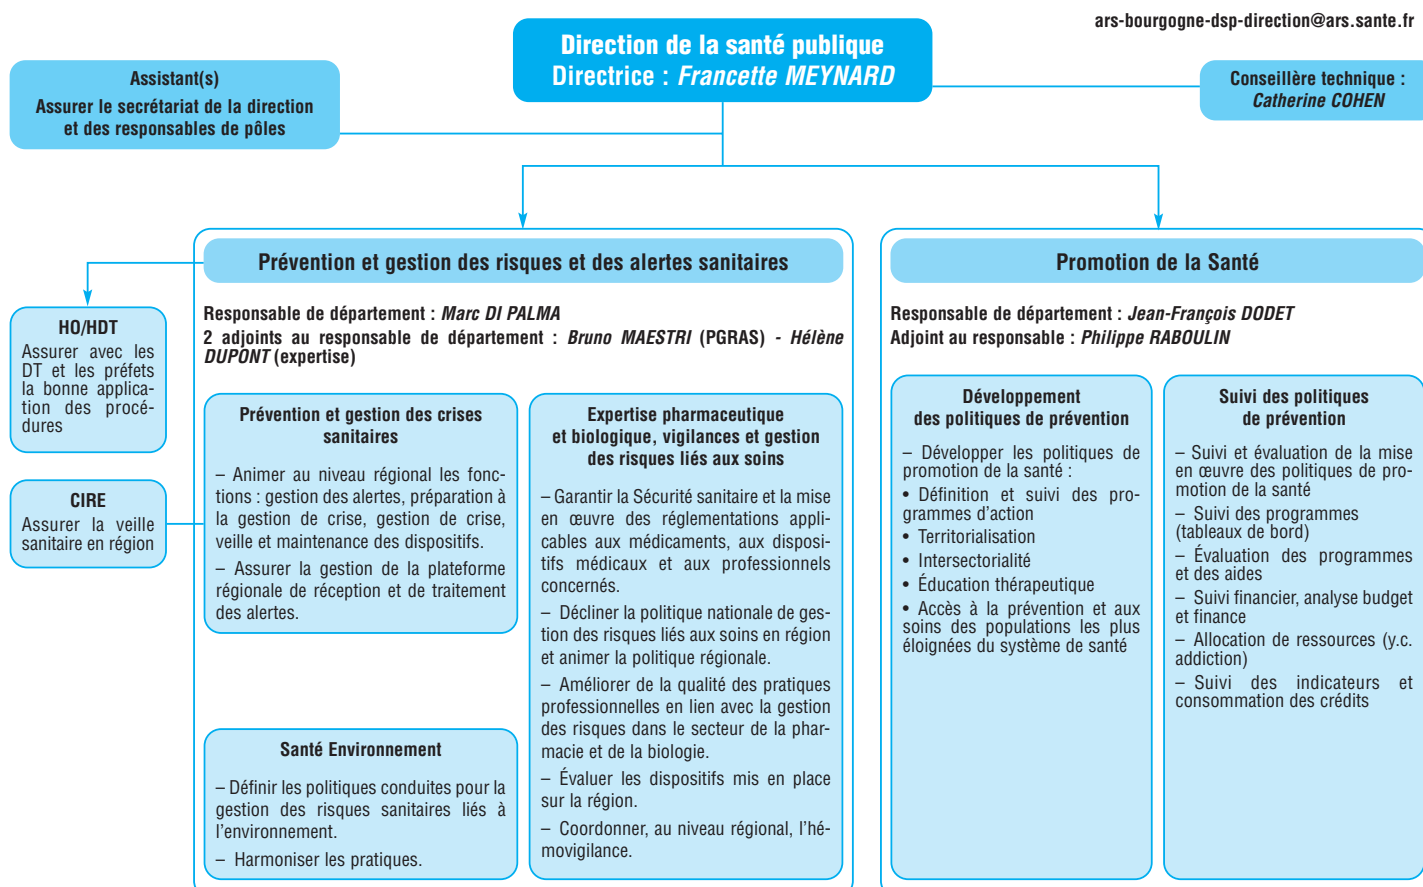 ars-bourgogne-dsp-direction@ars.sante.fr
Direction de la santé publique
Directrice : Francette MEYNARD
Assistant(s)
Assurer le secrétariat de la direction
et des responsables de pôles
Conseillère technique :
Catherine COHEN
Prévention et gestion des risques et des alertes sanitaires
Responsable de département : Marc DI PALMA
2 adjoints au responsable de département : Bruno MAESTRI (PGRAS) - Hélène
DUPONT (expertise)
HO/HDT
Assurer avec les
DT et les préfets
la bonne applica-
tion des procé-
dures
CIRE
Assurer la veille
sanitaire en région
Prévention et gestion des crises
sanitaires
– Animer au niveau régional les fonc-
tions : gestion des alertes, préparation à
la gestion de crise, gestion de crise,
veille et maintenance des dispositifs.
– Assurer la gestion de la plateforme
régionale de réception et de traitement
des alertes.
Santé Environnement
– Définir les politiques conduites pour la
gestion des risques sanitaires liés à
l'environnement.
– Harmoniser les pratiques.
Expertise pharmaceutique
et biologique, vigilances et gestion
des risques liés aux soins
– Garantir la Sécurité sanitaire et la mise
en œuvre des réglementations appli-
cables aux médicaments, aux disposi-
tifs médicaux et aux professionnels
concernés.
– Décliner la politique nationale de ges-
tion des risques liés aux soins en région
et animer la politique régionale.
– Améliorer de la qualité des pratiques
professionnelles en lien avec la gestion
des risques dans le secteur de la phar-
macie et de la biologie.
– Évaluer les dispositifs mis en place
sur la région.
– Coordonner, au niveau régional, l'hé-
movigilance.
Promotion de la Santé
Responsable de département : Jean-François DODET
Adjoint au responsable : Philippe RABOULIN
Développement
des politiques de prévention
– Développer les politiques de
promotion de la santé :
• Définition et suivi des pro-
grammes d'action
• Territorialisation
• Intersectorialité
• Éducation thérapeutique
• Accès à la prévention et aux
soins des populations les plus
éloignées du système de santé
Suivi des politiques
de prévention
– Suivi et évaluation de la mise
en œuvre des politiques de pro-
motion de la santé
– Suivi des programmes
(tableaux de bord)
– Évaluation des programmes
et des aides
– Suivi financier, analyse budget
et finance
– Allocation de ressources (y.c.
addiction)
– Suivi des indicateurs et
consommation des crédits